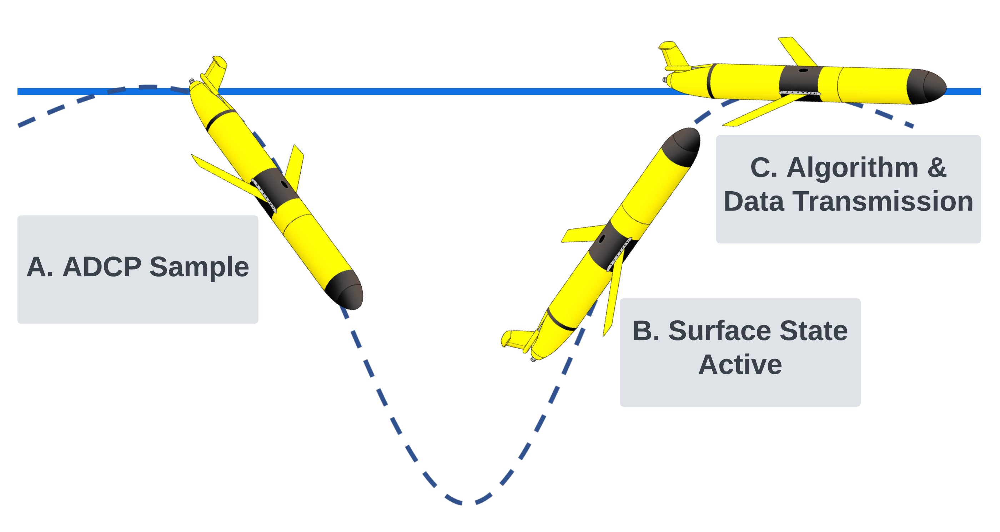 A. ADCP Sample
B. Surface State
Active
C. Algorithm &
Data Transmission